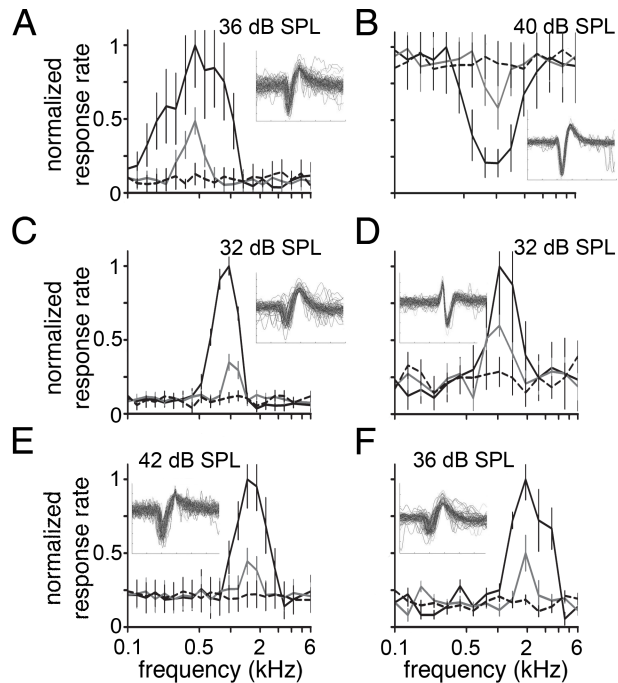 A
36 dB SPL
B
40 dB SPL
normalized
response rate
1
0.5
0
C
32 dB SPL
D
32 dB SPL
normalized
response rate
1
0.5
0
E
42 dB SPL
F
36 dB SPL
normalized
response rate
1
0.5
0
0.1 0.5 2 6
0.1 0.5 2 6
frequency (kHz)
frequency (kHz)